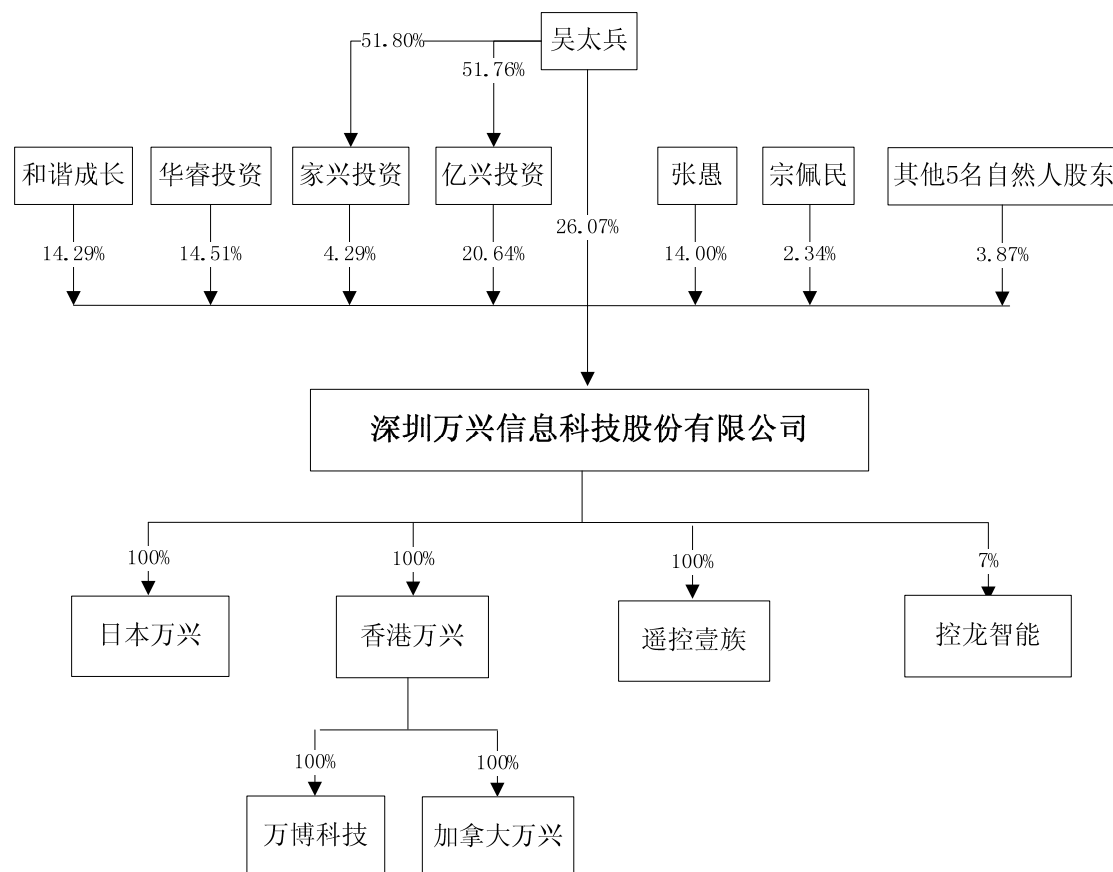 吴太兵
51.80%
51.76%
和谐成长
华睿投资
家兴投资
亿兴投资
张愚
宗佩民
其他5名自然人股东
26.07%
14.29%
14.51%
4.29%
20.64%
14.00%
2.34%
3.87%
深圳万兴信息科技股份有限公司
100%
100%
100%
7%
日本万兴
香港万兴
遥控壹族
控龙智能
100%
100%
万博科技
加拿大万兴